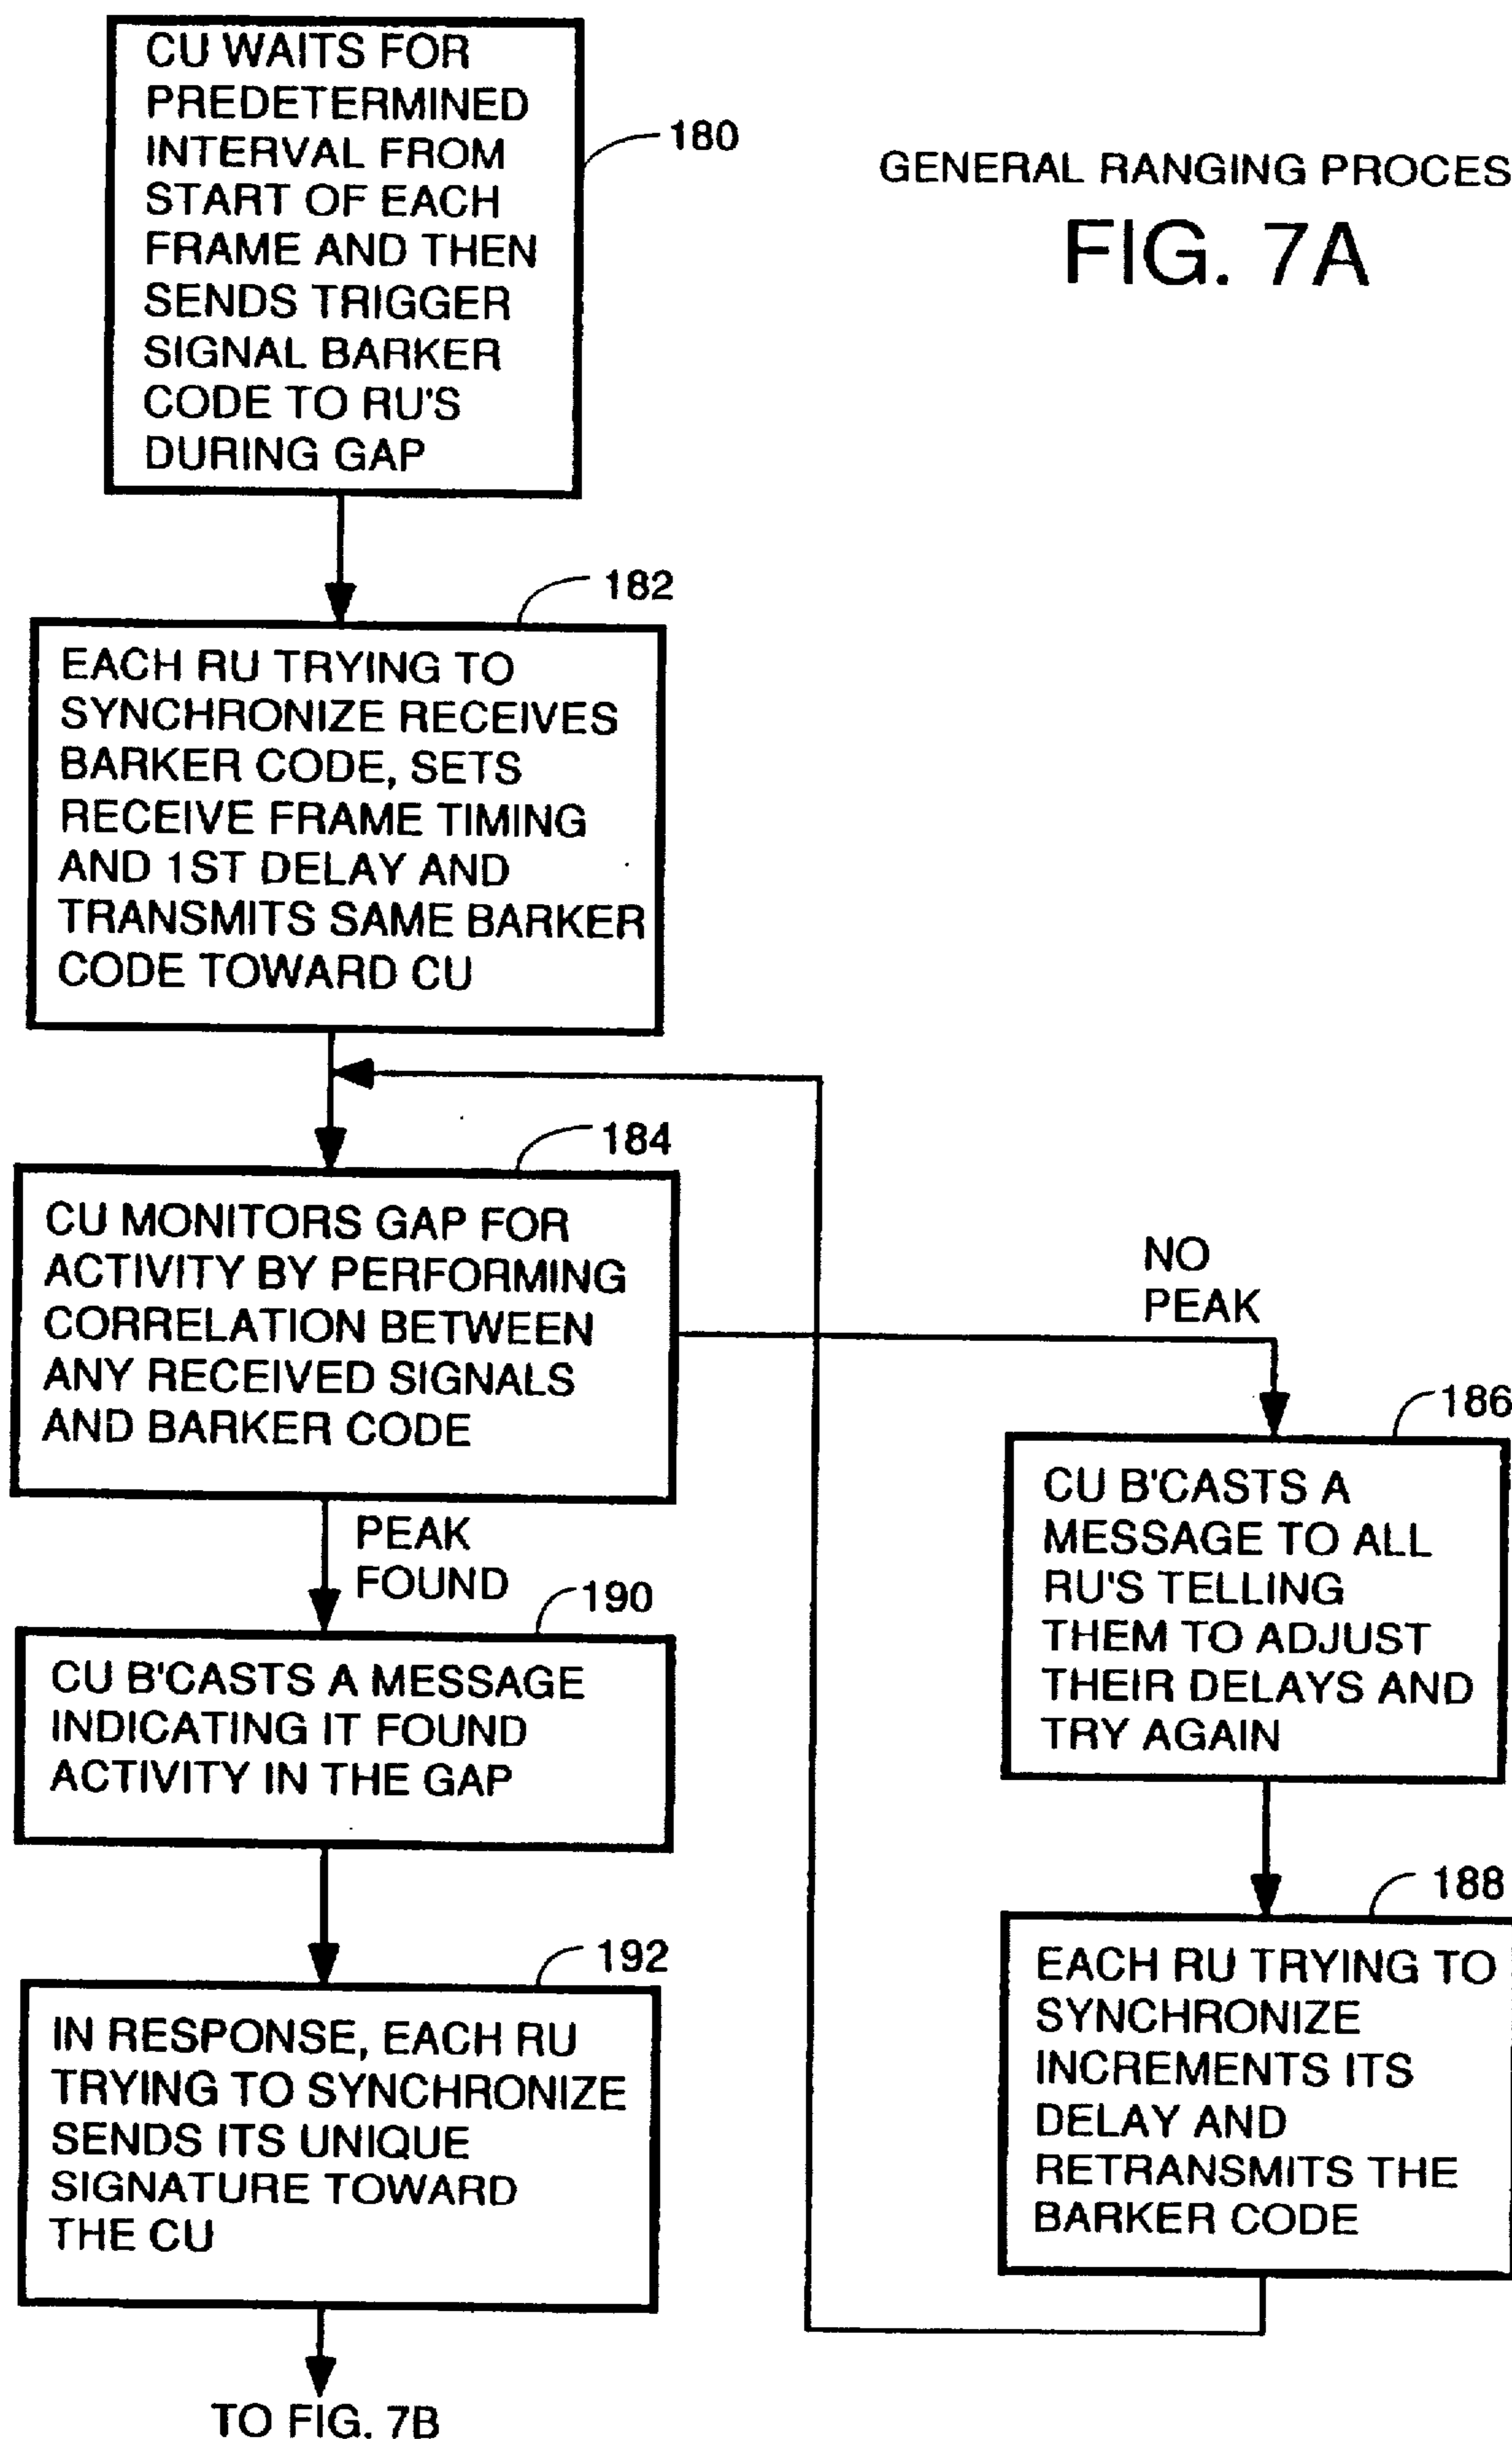 CU WAITS FOR
PREDETERMINED
INTERVAL FROM
START OF EACH
FRAME AND THEN
SENDS TRIGGER
SIGNAL BARKER
CODE TO RU'S
DURING GAP
180
GENERAL RANGING PROCES
FIG. 7A
182
EACH RU TRYING TO
SYNCHRONIZE RECEIVES
BARKER CODE, SETS
RECEIVE FRAME TIMING
AND 1ST DELAY AND
TRANSMITS SAME BARKER
CODE TOWARD CU
184
CU MONITORS GAP FOR
ACTIVITY BY PERFORMING
CORRELATION BETWEEN
ANY RECEIVED SIGNALS
AND BARKER CODE
NO
PEAK
186
CU B'CASTS A
MESSAGE TO ALL
RU'S TELLING
THEM TO ADJUST
THEIR DELAYS AND
TRY AGAIN
188
EACH RU TRYING TO
SYNCHRONIZE
INCREMENTS ITS
DELAY AND
RETRANSMITS THE
BARKER CODE
PEAK
FOUND
190
CU B'CASTS A MESSAGE
INDICATING IT FOUND
ACTIVITY IN THE GAP
192
IN RESPONSE, EACH RU
TRYING TO SYNCHRONIZE
SENDS ITS UNIQUE
SIGNATURE TOWARD
THE CU
TO FIG. 7B